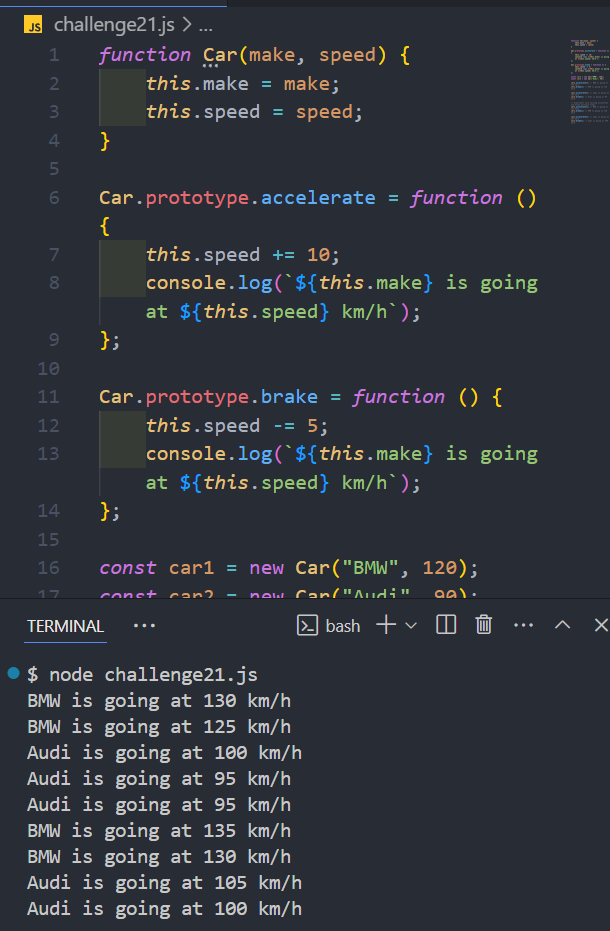 JS challenge21.js > ...
1 function Car(make, speed) {
2 this.make = make;
3 this.speed = speed;
4 }
5
6 Car.prototype.accelerate = function ()
{
7 this.speed += 10;
8 console.log(`${this.make} is going
at ${this.speed} km/h`);
9 };
10
11 Car.prototype.brake = function () {
12 this.speed -= 5;
13 console.log(`${this.make} is going
at ${this.speed} km/h`);
14 };
15
16 const car1 = new Car("BMW", 120);
17 const car2 = new Car("Audi", 90);
TERMINAL ... bash ...
$ node challenge21.js
BMW is going at 130 km/h
BMW is going at 125 km/h
Audi is going at 100 km/h
Audi is going at 95 km/h
Audi is going at 95 km/h
BMW is going at 135 km/h
BMW is going at 130 km/h
Audi is going at 105 km/h
Audi is going at 100 km/h